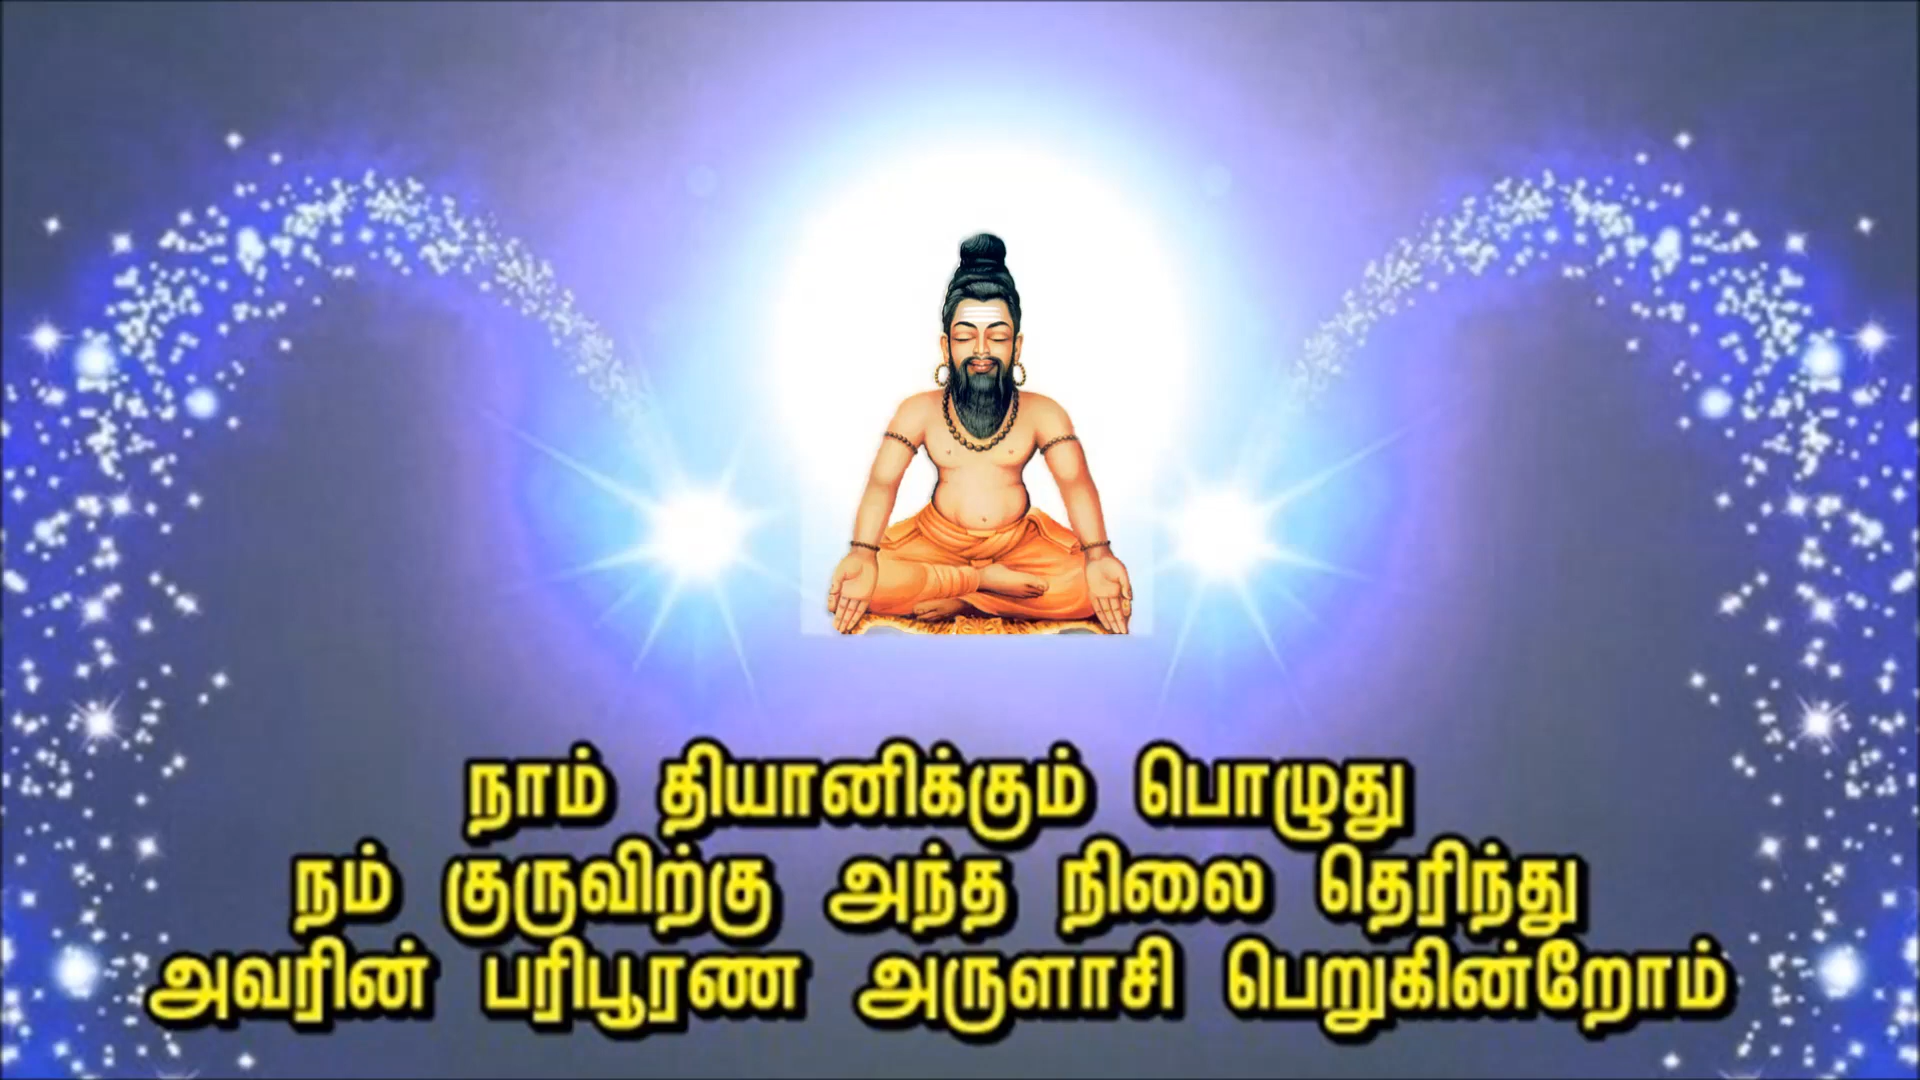 நாம் தியானிக்கும் பொழுது
நம் குருவிற்கு அந்த நிலை தெரிந்து
அவரின் பரிபூரண அருளாசி பெறுகின்றோம்